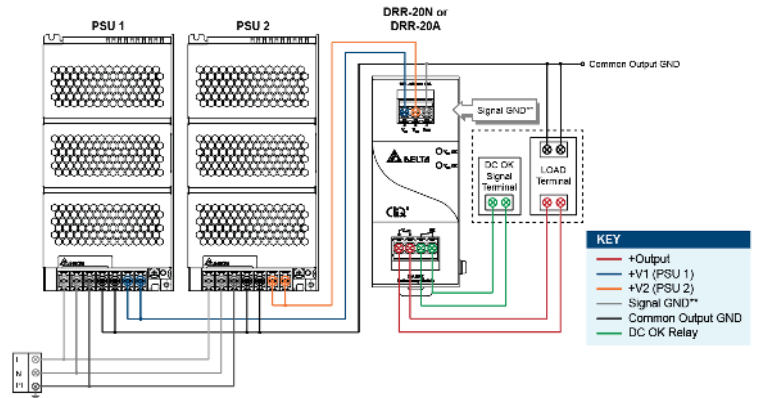 DRR-20N or
DRR-20A
PSU 1
PSU 2
Common Output GND
Signal GND**
DELTA
DC OK
Signal
Terminal
LOAD
Terminal
CliQ
KEY
+Output
+V1 (PSU 1)
+V2 (PSU 2)
Signal GND**
Common Output GND
DC OK Relay
L
N